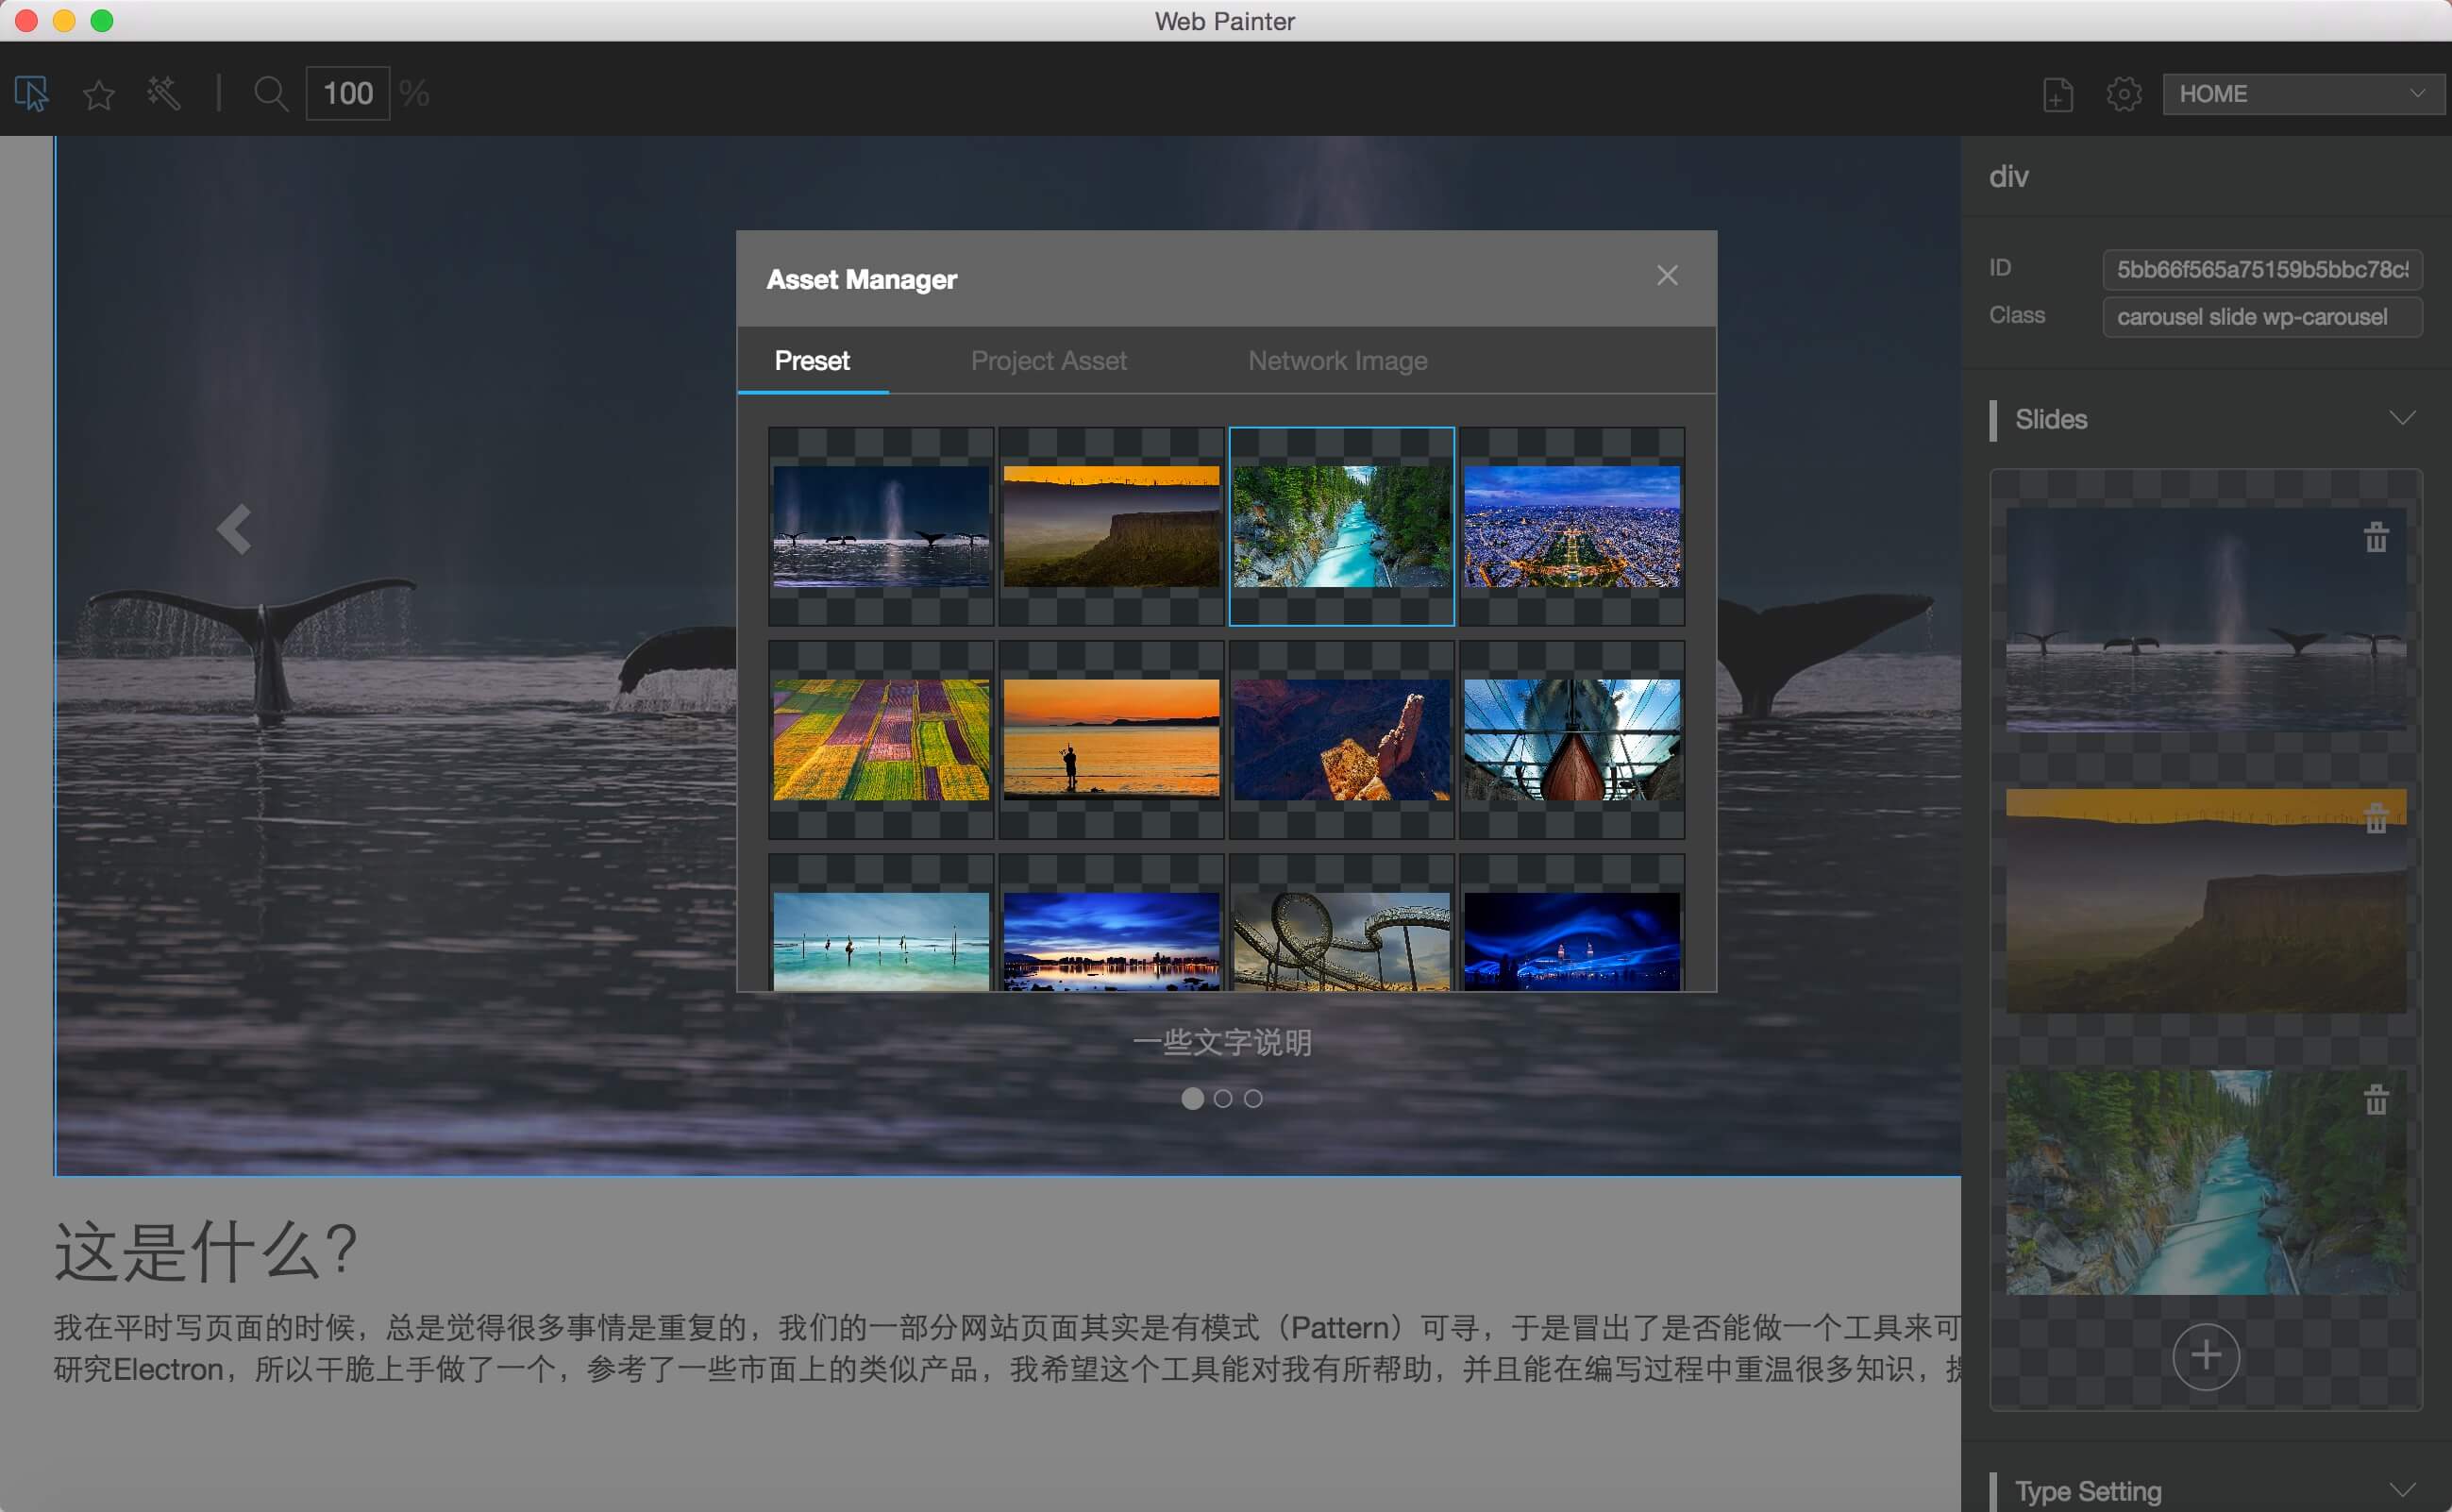 Web Painter
100 %
HOME
div
ID 5bb66f565a75159b5bbc78c
Class carousel slide wp-carousel
Slides
Asset Manager
Preset Project Asset Network Image
一些文字说明
这是什么?
我在平时写页面的时候，总是觉得很多事情是重复的，我们的一部分网站页面其实是有模式（Pattern）可寻，于是冒出了是否能做一个工具来可
研究Electron，所以干脆上手做了一个，参考了一些市面上的类似产品，我希望这个工具能对我有所帮助，并且能在编写过程中重温很多知识，
Type Setting